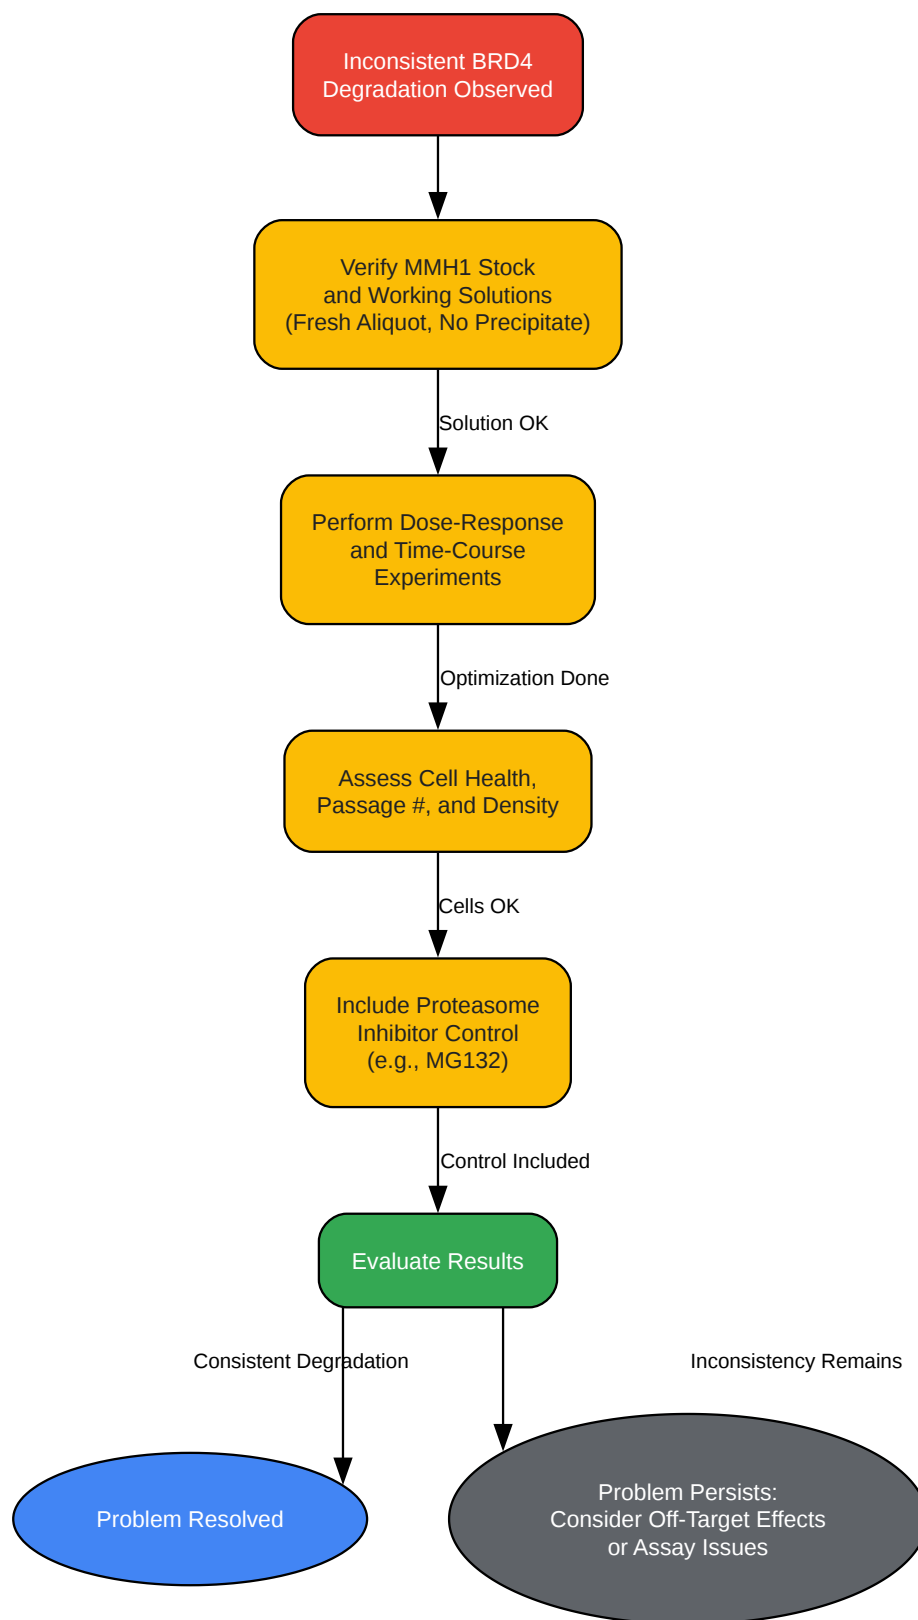 Inconsistent BRD4
Degradation Observed
Verify MMH1 Stock
and Working Solutions
(Fresh Aliquot, No Precipitate)
Solution OK
Perform Dose-Response
and Time-Course
Experiments
Optimization Done
Assess Cell Health,
Passage #, and Density
Cells OK
Include Proteasome
Inhibitor Control
(e.g., MG132)
Control Included
Evaluate Results
Consistent Degradation
Inconsistency Remains
Problem Resolved
Problem Persists:
Consider Off-Target Effects
or Assay Issues